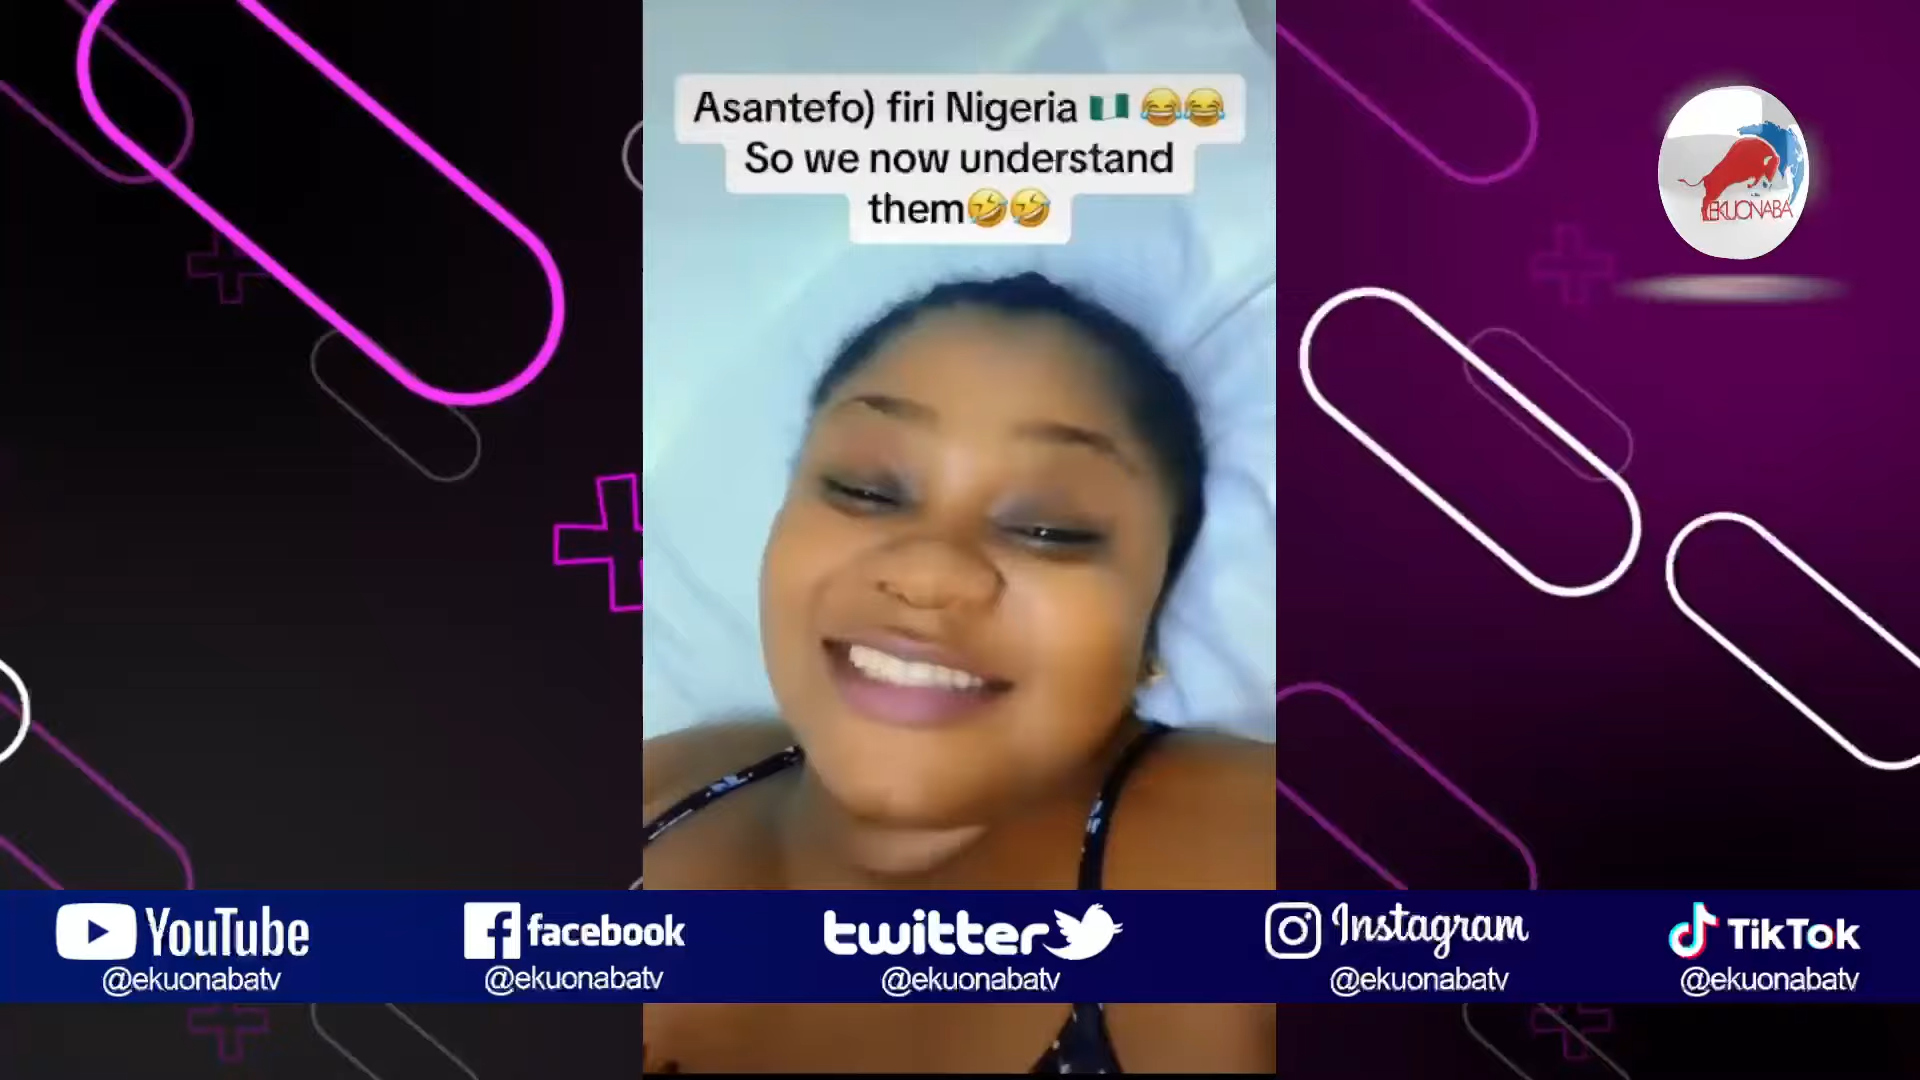 Asantefo) firi Nigeria 🇳🇬 😂😂
So we now understand
them🤣🤣
EKUONABA
YouTube
@ekuonabatv
facebook
@ekuonabatv
twitter
@ekuonabatv
Instagram
@ekuonabatv
TikTok
@ekuonabatv